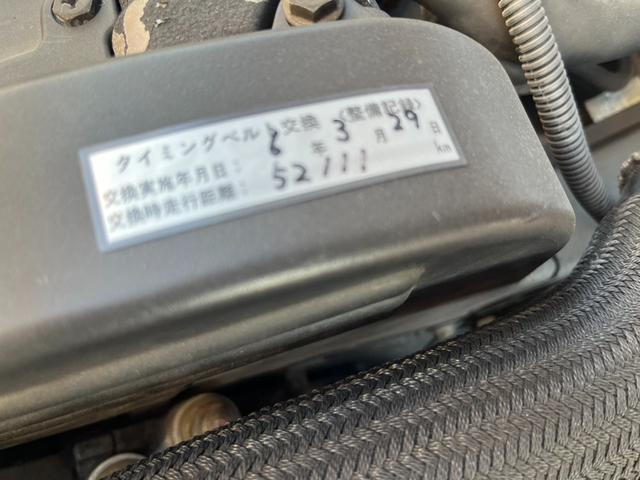 タイミングベルト交換 〈整備記録〉
交換実施年月日: 6 年 3 月 29 日
交換時走行距離: 52111 km